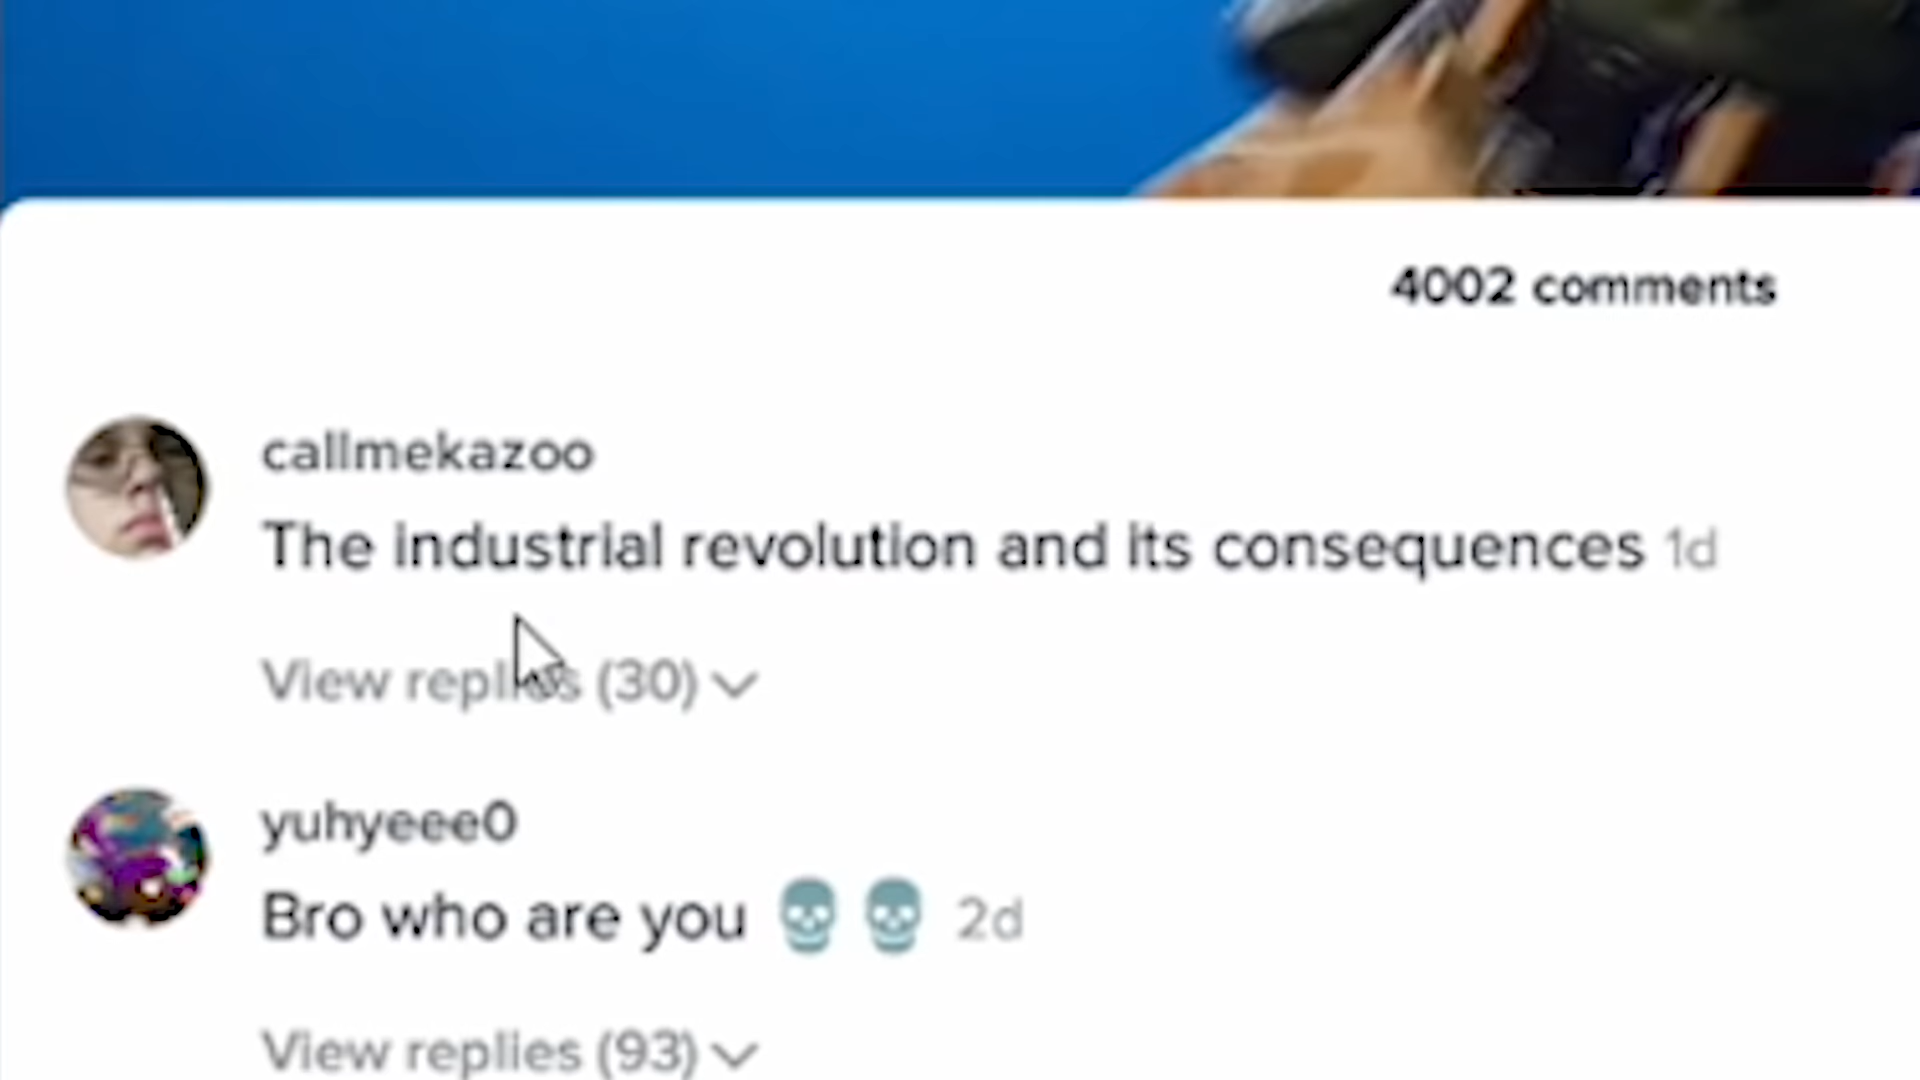 4002 comments
callmekazoo
The industrial revolution and its consequences 1d
View replies (30)
yuhyeee0
Bro who are you 💀 💀 2d
View replies (93)